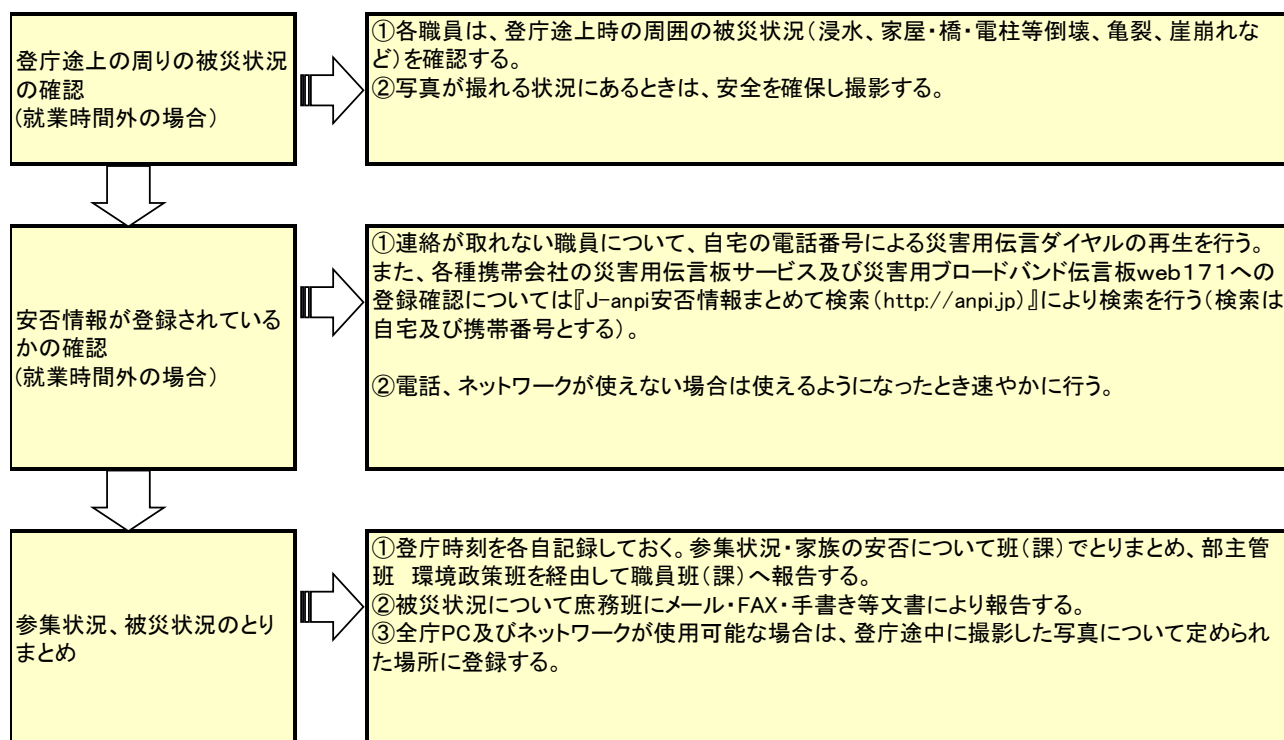 登庁途上の周りの被災状況
の確認
(就業時間外の場合)
①各職員は、登庁途上時の周囲の被災状況(浸水、家屋・橋・電柱等倒壊、亀裂、崖崩れな
ど)を確認する。
②写真が撮れる状況にあるときは、安全を確保し撮影する。
安否情報が登録されている
かの確認
(就業時間外の場合)
①連絡が取れない職員について、自宅の電話番号による災害用伝言ダイヤルの再生を行う。
また、各種携帯会社の災害用伝言板サービス及び災害用ブロードバンド伝言板web171への
登録確認については『J-anpi安否情報まとめて検索(http://anpi.jp)』により検索を行う(検索は
自宅及び携帯番号とする)。
②電話、ネットワークが使えない場合は使えるようになったとき速やかに行う。
参集状況、被災状況のとり
まとめ
①登庁時刻を各自記録しておく。参集状況・家族の安否について班(課)でとりまとめ、部主管
班 環境政策班を経由して職員班(課)へ報告する。
②被災状況について庶務班にメール・FAX・手書き等文書により報告する。
③全庁PC及びネットワークが使用可能な場合は、登庁途中に撮影した写真について定められ
た場所に登録する。